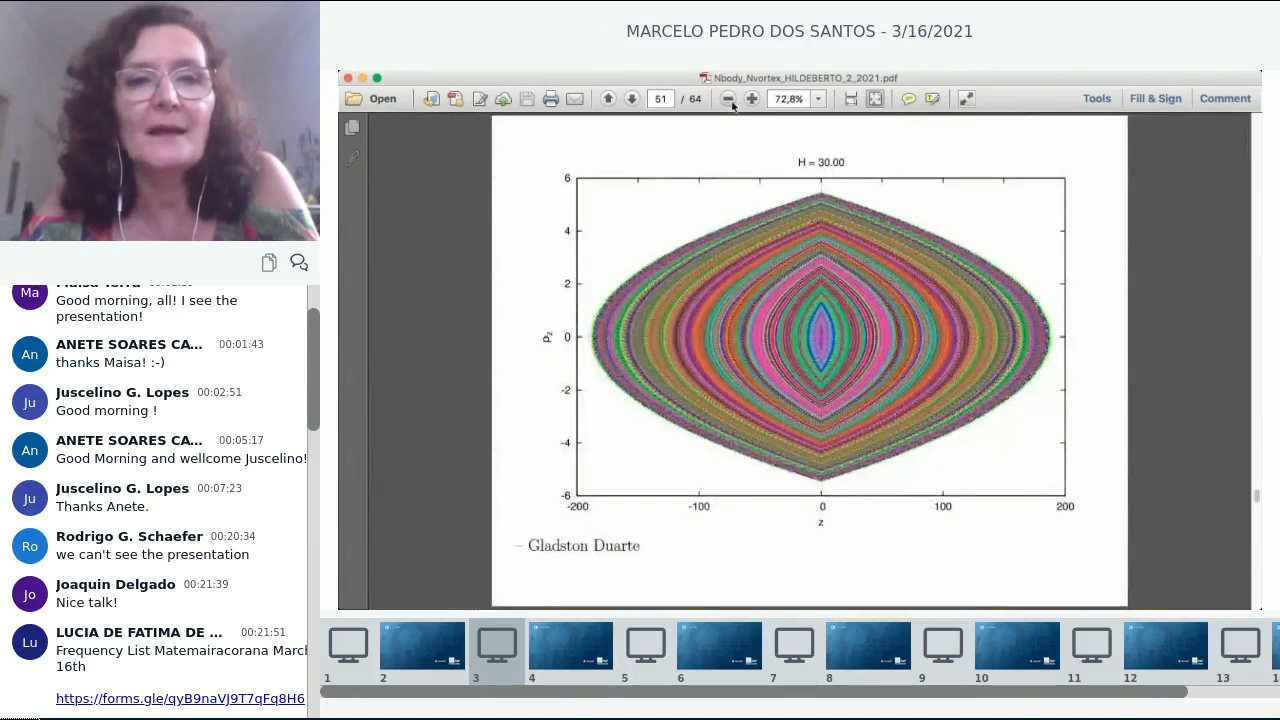 MARCELO PEDRO DOS SANTOS - 3/16/2021
Nbody_Nvortex_HILDEBERTO_2_2021.pdf
Open
51 / 64
72,8%
Tools
Fill & Sign
Comment
H = 30.00
6
4
2
0
-2
-4
-6
p2
-200
-100
0
100
200
z
– Gladston Duarte
Ma
Good morning, all! I see the
presentation!
An
ANETE SOARES CA... 00:01:43
thanks Maisa! :-)
Ju
Juscelino G. Lopes 00:02:51
Good morning !
An
ANETE SOARES CA... 00:05:17
Good Morning and wellcome Juscelino!
Ju
Juscelino G. Lopes 00:07:23
Thanks Anete.
Ro
Rodrigo G. Schaefer 00:20:34
we can't see the presentation
Jo
Joaquin Delgado 00:21:39
Nice talk!
Lu
LUCIA DE FATIMA DE ... 00:21:51
Frequency List Matemairacorana March
16th
https://forms.gle/qyB9naVJ9T7qFq8H6
1
2
3
4
5
6
7
8
9
10
11
12
13